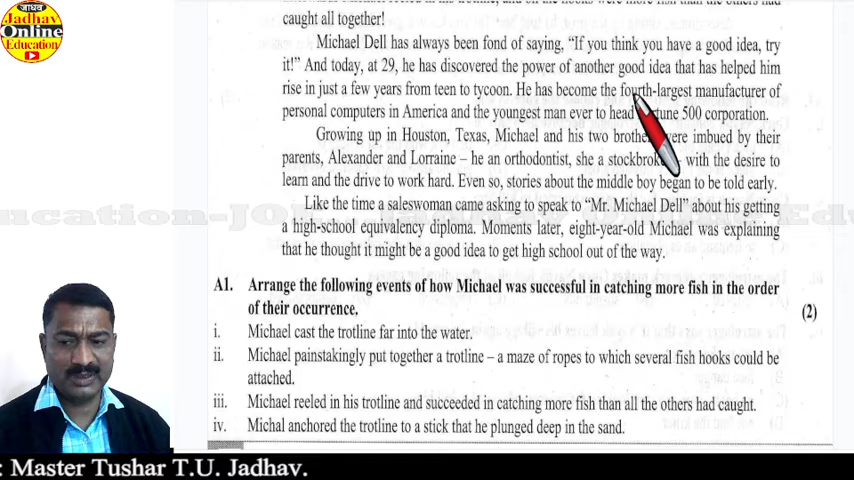 जाधव
Jadhav
Online
Education
caught all together!
Michael Dell has always been fond of saying, “If you think you have a good idea, try
it!” And today, at 29, he has discovered the power of another good idea that has helped him
rise in just a few years from teen to tycoon. He has become the fourth-largest manufacturer of
personal computers in America and the youngest man ever to head 500 corporation.
Growing up in Houston, Texas, Michael and his two were imbued by their
parents, Alexander and Lorraine – he an orthodontist, she a – with the desire to
learn and the drive to work hard. Even so, stories about the middle boy began to be told early.
Like the time a saleswoman came asking to speak to “Mr. Michael Dell” about his getting
a high-school equivalency diploma. Moments later, eight-year-old Michael was explaining
that he thought it might be a good idea to get high school out of the way.
A1. Arrange the following events of how Michael was successful in catching more fish in the order
of their occurrence. (2)
i. Michael cast the trotline far into the water.
ii. Michael painstakingly put together a trotline – a maze of ropes to which several fish hooks could be
attached.
iii. Michael reeled in his trotline and succeeded in catching more fish than all the others had caught.
iv. Michal anchored the trotline to a stick that he plunged deep in the sand.
: Master Tushar T.U. Jadhav.